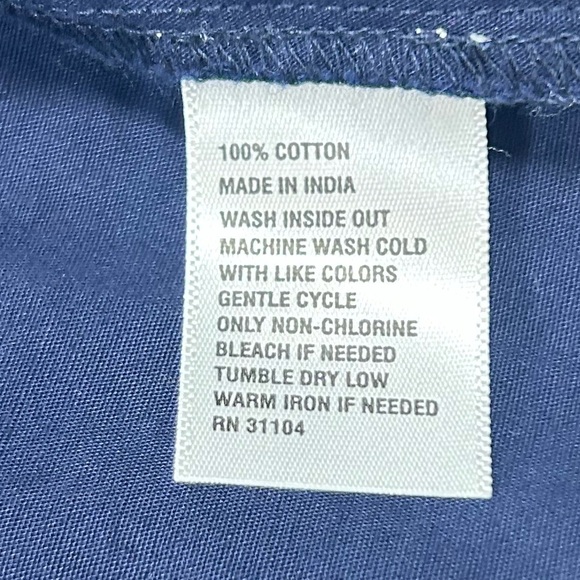 100% COTTON
MADE IN INDIA
WASH INSIDE OUT
MACHINE WASH COLD
WITH LIKE COLORS
GENTLE CYCLE
ONLY NON-CHLORINE
BLEACH IF NEEDED
TUMBLE DRY LOW
WARM IRON IF NEEDED
RN 31104